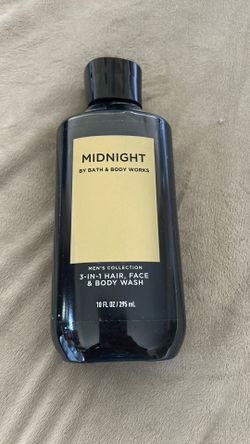 MIDNIGHT
BY BATH & BODY WORKS
MEN'S COLLECTION
3-IN-1 HAIR, FACE
& BODY WASH
10 FL OZ / 295 mL